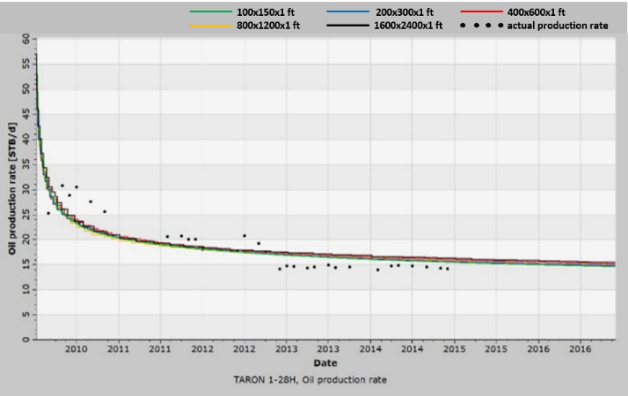 100x150x1 ft 200x300x1 ft 400x600x1 ft
800x1200x1 ft 1600x2400x1 ft actual production rate
60
55
50
45
40
35
30
25
20
15
10
5
0
Oil production rate [STB/d]
2010 2011 2011 2012 2012 2013 2013 2014 2014 2015 2015 2016 2016
Date
TARON 1-28H, Oil production rate